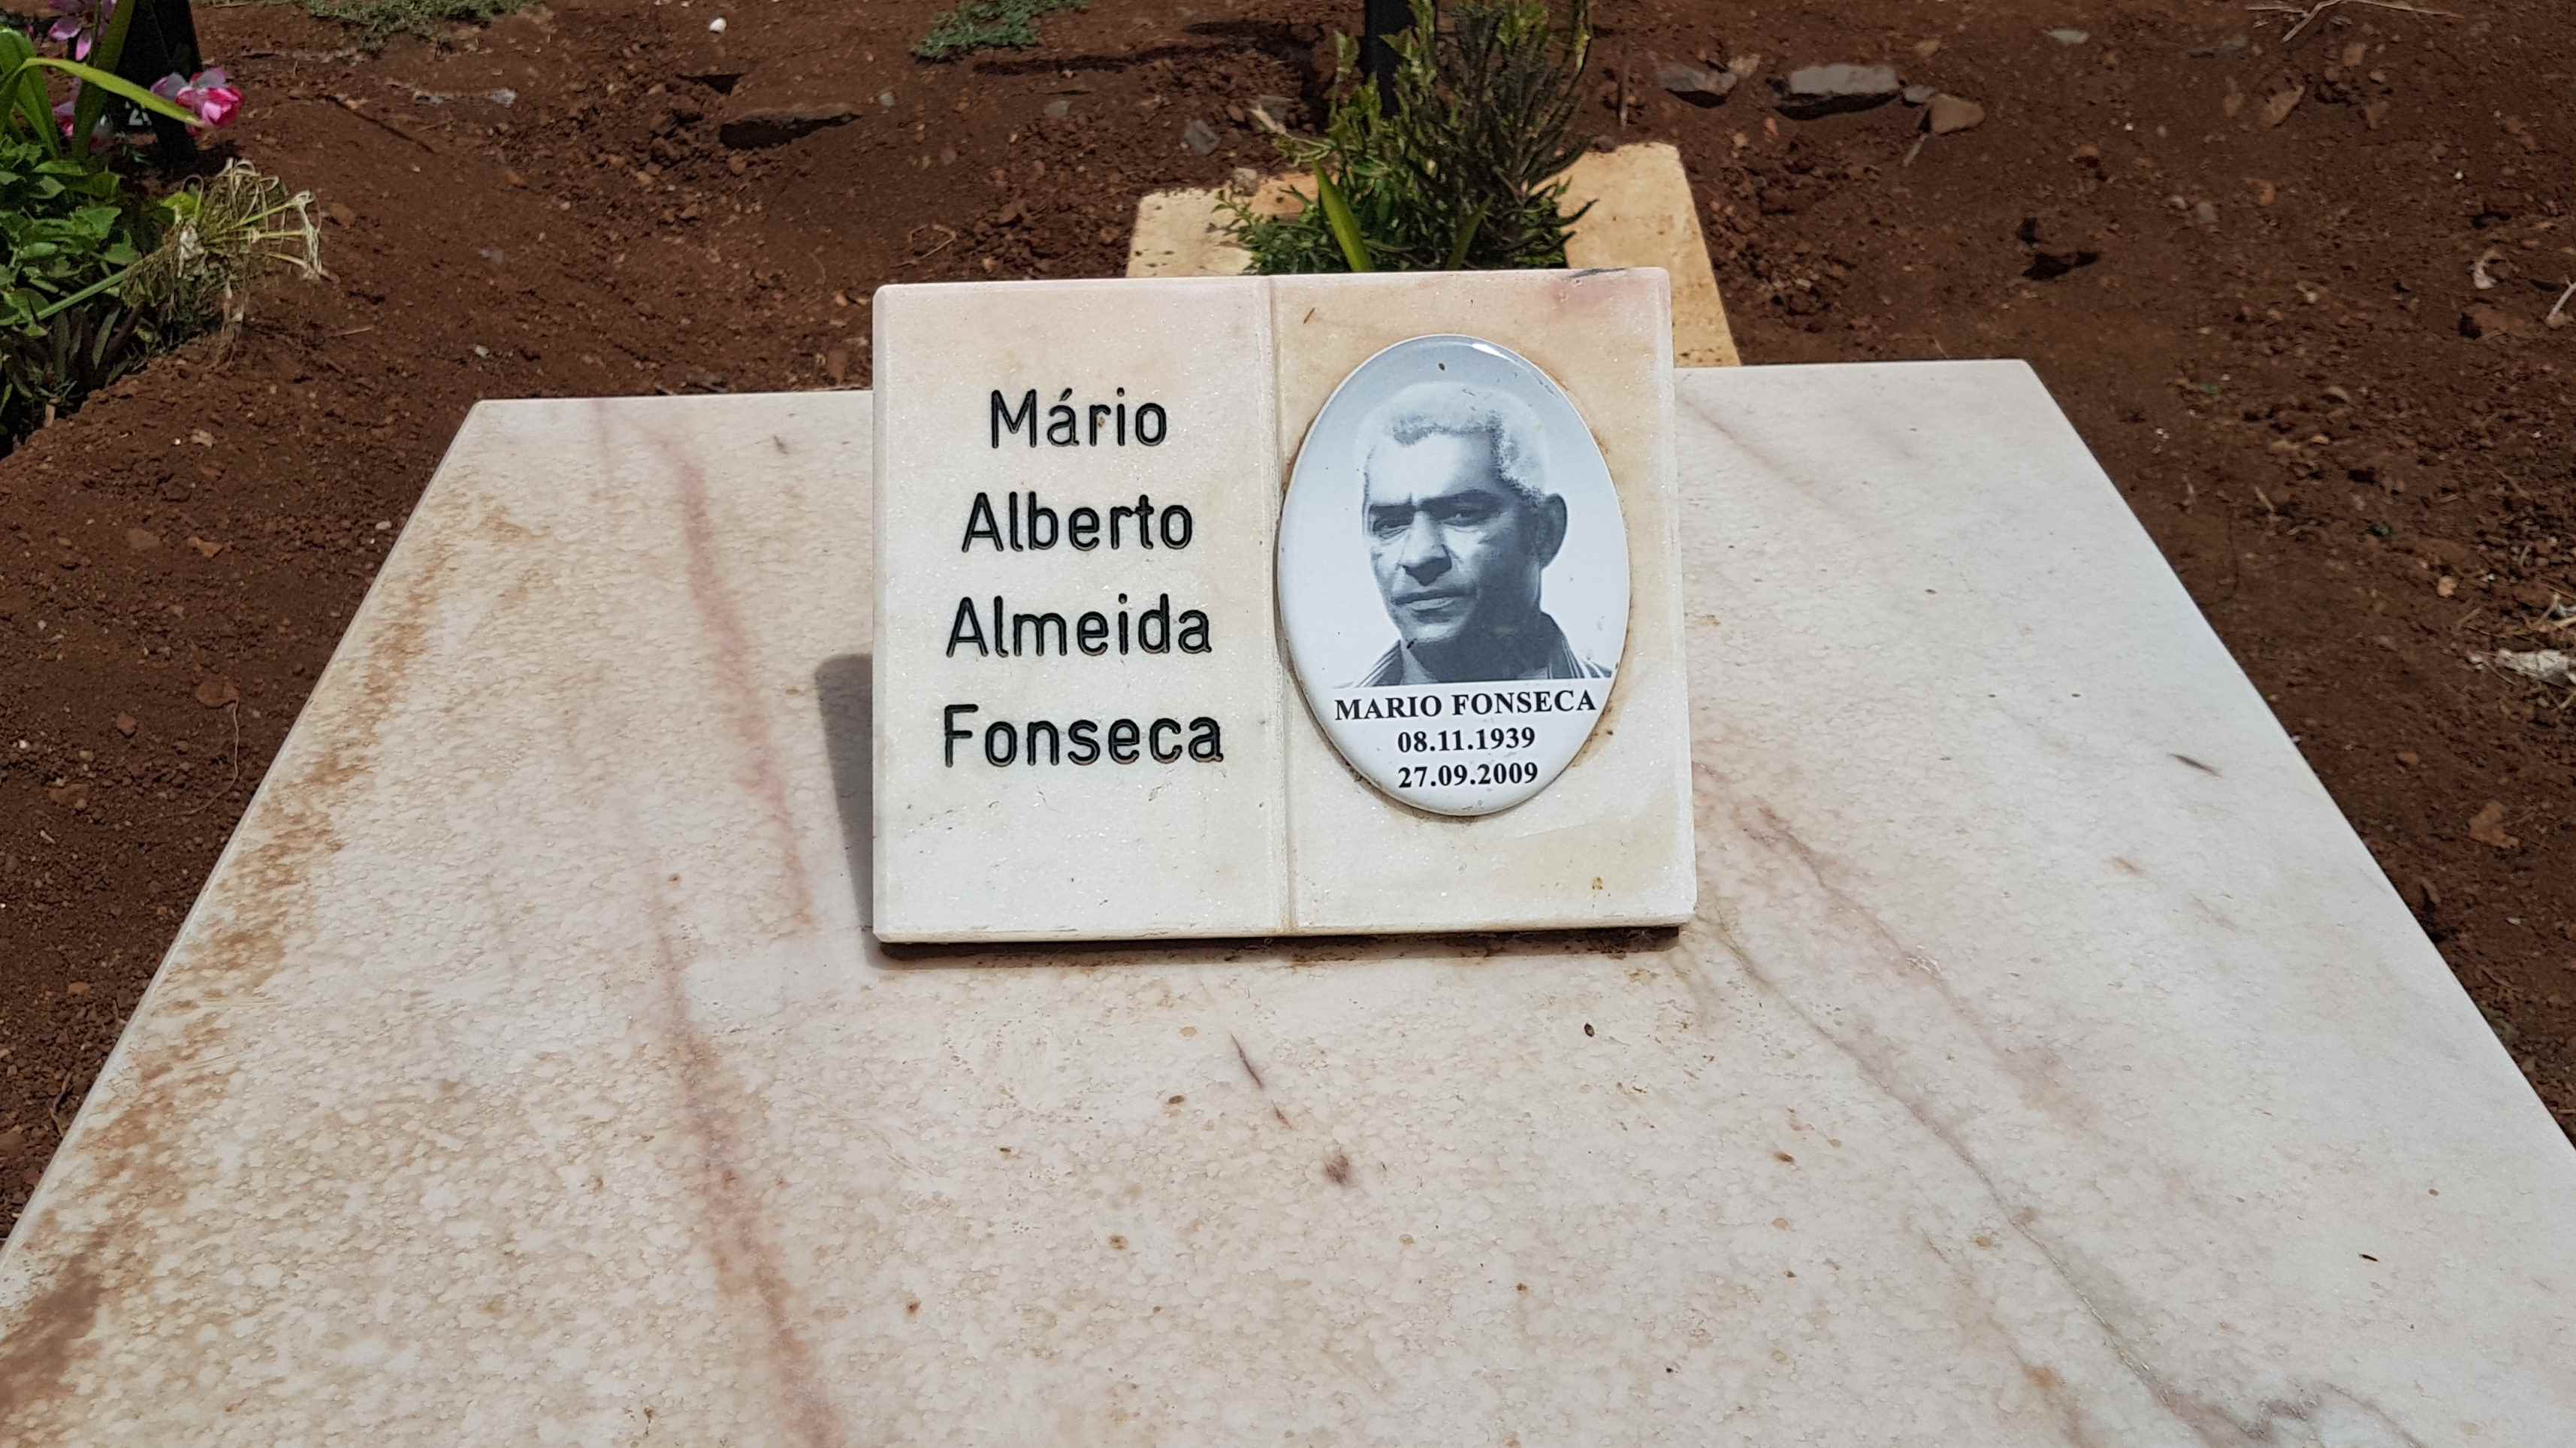 Mário
Alberto
Almeida
Fonseca
MARIO FONSECA
08.11.1939
27.09.2009